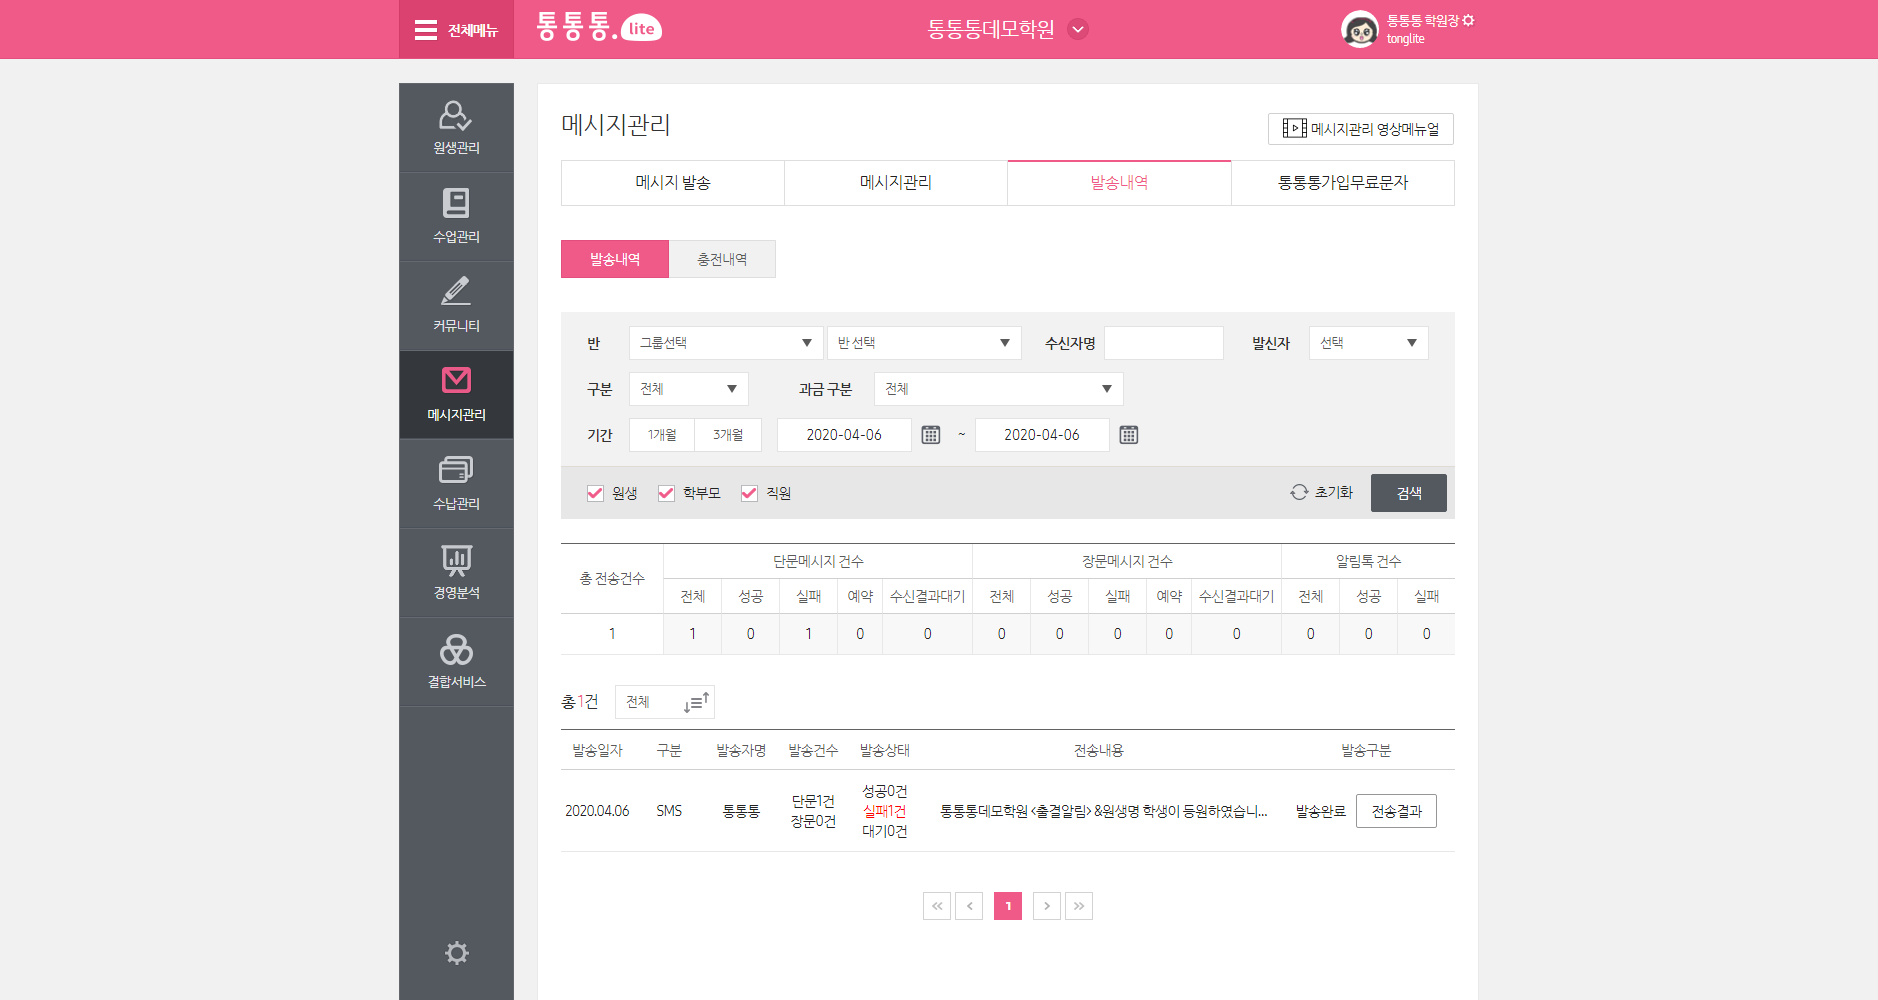 전체메뉴
통통통.lite
통통통데모학원
통통통 학원장
tonglite
원생관리
수업관리
커뮤니티
메시지관리
수납관리
경영분석
결합서비스
메시지관리
메시지관리 영상메뉴얼
메시지 발송 메시지관리 발송내역 통통통가입무료문자
발송내역 충전내역
반 그룹선택 반 선택 수신자명 발신자 선택
구분 전체 과금 구분 전체
기간 1개월 3개월 2020-04-06 ~ 2020-04-06
원생 학부모 직원 초기화 검색
총 전송건수 단문메시지 건수 장문메시지 건수 알림톡 건수
전체 성공 실패 예약 수신결과대기 전체 성공 실패 예약 수신결과대기 전체 성공 실패
1 1 0 1 0 0 0 0 0 0 0 0 0 0
총 1건 전체
발송일자 구분 발송자명 발송건수 발송상태 전송내용 발송구분
2020.04.06 SMS 통통통 단문1건 장문0건 성공0건 실패1건 대기0건 통통통데모학원 <출결알림> &원생명 학생이 등원하였습니... 발송완료 전송결과
<< < 1 > >>